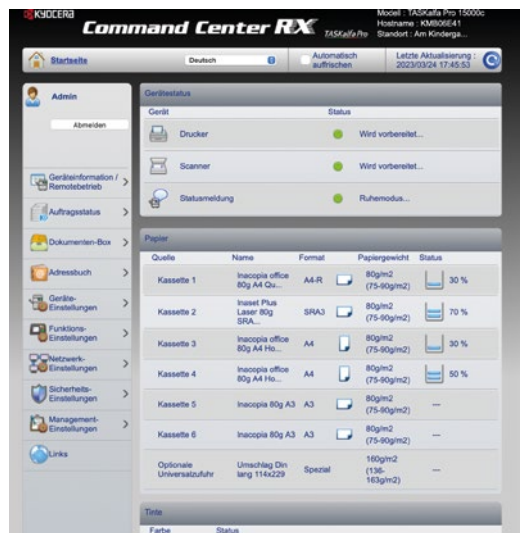 KYOCERA
Command Center RX TASKalfa Pro
Modell : TASKalfa Pro 15000c
Hostname : KMB06E41
Standort : Am Kinderga...
Startseite
Deutsch
Automatisch
auffrischen
Letzte Aktualisierung :
2023/03/24 17:45:53
Admin
Abmelden
Geräteinformation /
Remotebetrieb
Auftragsstatus
Dokumenten-Box
Adressbuch
Geräte-
Einstellungen
Funktions-
Einstellungen
Netzwerk-
Einstellungen
Sicherheits-
Einstellungen
Management-
Einstellungen
Links
Gerätestatus
Gerät Status
Drucker Wird vorbereitet...
Scanner Wird vorbereitet...
Statusmeldung Ruhemodus...
Papier
Quelle Name Format Papiergewicht Status
Kassette 1 Inacopia office 80g A4 Qu... A4-R 80g/m2 (75-90g/m2) 30 %
Kassette 2 Inaset Plus Laser 80g SRA... SRA3 80g/m2 (75-90g/m2) 70 %
Kassette 3 Inacopia office 80g A4 Ho... A4 80g/m2 (75-90g/m2) 30 %
Kassette 4 Inacopia office 80g A4 Ho... A4 80g/m2 (75-90g/m2) 50 %
Kassette 5 Inacopia 80g A3 A3 80g/m2 (75-90g/m2) ---
Kassette 6 Inacopia 80g A3 A3 80g/m2 (75-90g/m2) ---
Optionale Universalzufuhr Umschlag Din lang 114x229 Spezial 160g/m2 (136-163g/m2) ---
Tinte
Farbe Status